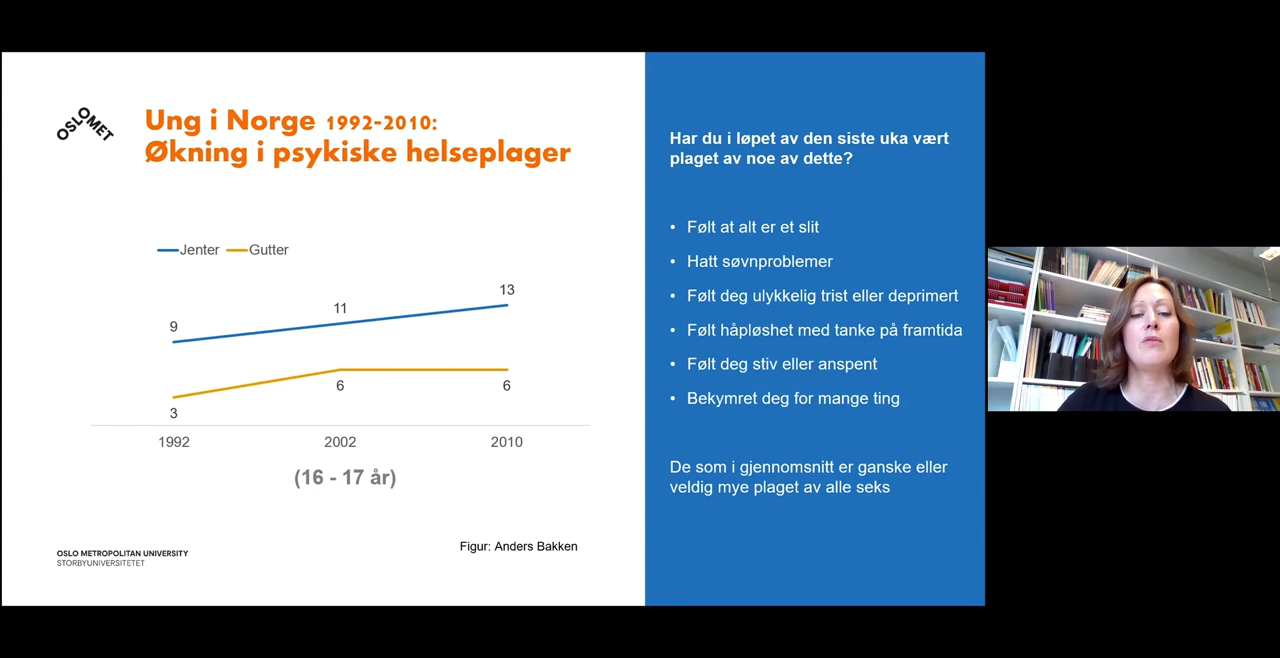 OSLOMET
Ung i Norge 1992-2010:
Økning i psykiske helseplager
Jenter Gutter
9
11
13
3
6
6
1992 2002 2010
(16 - 17 år)
Figur: Anders Bakken
OSLO METROPOLITAN UNIVERSITY
STORBYUNIVERSITETET
Har du i løpet av den siste uka vært
plaget av noe av dette?
• Følt at alt er et slit
• Hatt søvnproblemer
• Følt deg ulykkelig trist eller deprimert
• Følt håpløshet med tanke på framtida
• Følt deg stiv eller anspent
• Bekymret deg for mange ting
De som i gjennomsnitt er ganske eller
veldig mye plaget av alle seks